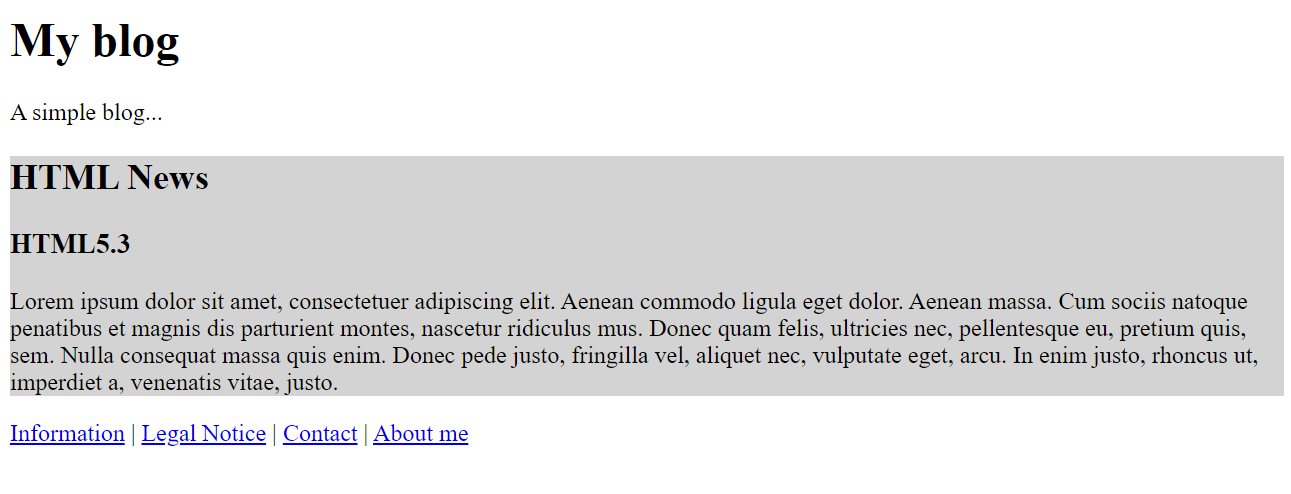 My blog
A simple blog...
HTML News
HTML5.3
Lorem ipsum dolor sit amet, consectetuer adipiscing elit. Aenean commodo ligula eget dolor. Aenean massa. Cum sociis natoque
penatibus et magnis dis parturient montes, nascetur ridiculus mus. Donec quam felis, ultricies nec, pellentesque eu, pretium quis,
sem. Nulla consequat massa quis enim. Donec pede justo, fringilla vel, aliquet nec, vulputate eget, arcu. In enim justo, rhoncus ut,
imperdiet a, venenatis vitae, justo.
Information | Legal Notice | Contact | About me